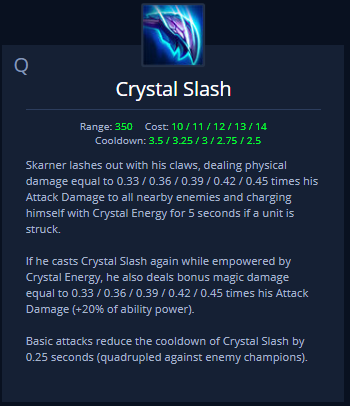 Q
Crystal Slash
Range: 350 Cost: 10 / 11 / 12 / 13 / 14
Cooldown: 3.5 / 3.25 / 3 / 2.75 / 2.5
Skarner lashes out with his claws, dealing physical
damage equal to 0.33 / 0.36 / 0.39 / 0.42 / 0.45 times his
Attack Damage to all nearby enemies and charging
himself with Crystal Energy for 5 seconds if a unit is
struck.
If he casts Crystal Slash again while empowered by
Crystal Energy, he also deals bonus magic damage
equal to 0.33 / 0.36 / 0.39 / 0.42 / 0.45 times his Attack
Damage (+20% of ability power).
Basic attacks reduce the cooldown of Crystal Slash by
0.25 seconds (quadrupled against enemy champions).